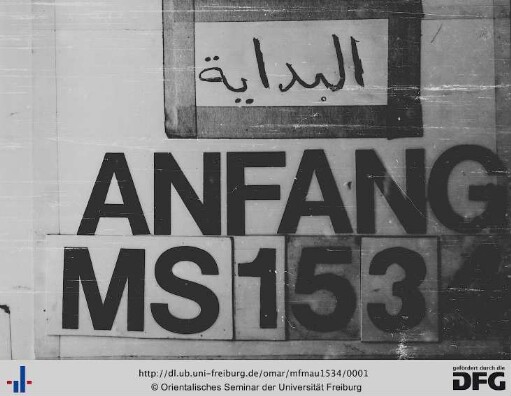 البداية
ANFANG
MS 1534
http://dl.ub.uni-freiburg.de/omar/mfmau1534/0001
© Orientalisches Seminar der Universität Freiburg
gefördert durch die
DFG